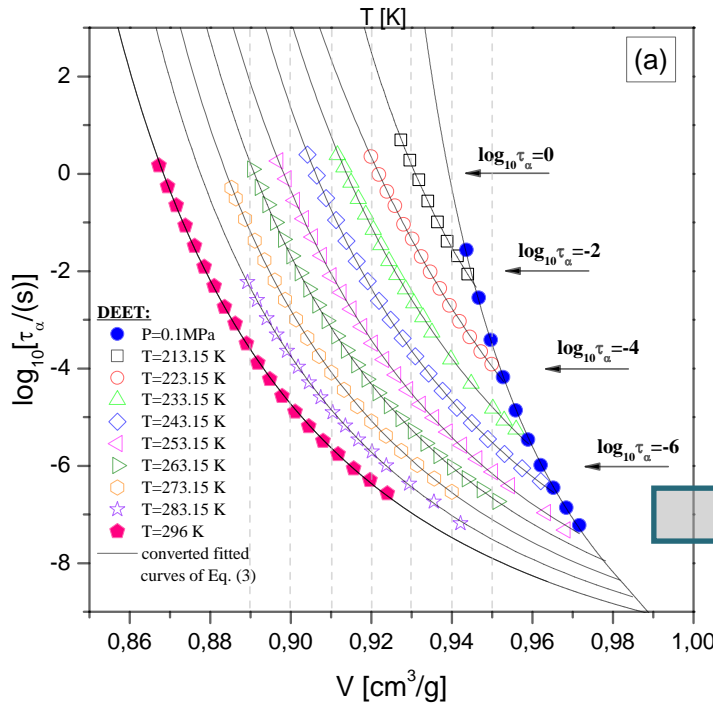 T [K]
(a)
2
0
-2
-4
-6
-8
log₁₀[τα/(s)]
log₁₀τα=0
log₁₀τα=-2
log₁₀τα=-4
log₁₀τα=-6
DEET:
P=0.1MPa
T=213.15 K
T=223.15 K
T=233.15 K
T=243.15 K
T=253.15 K
T=263.15 K
T=273.15 K
T=283.15 K
T=296 K
converted fitted
curves of Eq. (3)
0,86 0,88 0,90 0,92 0,94 0,96 0,98 1,00
V [cm³/g]